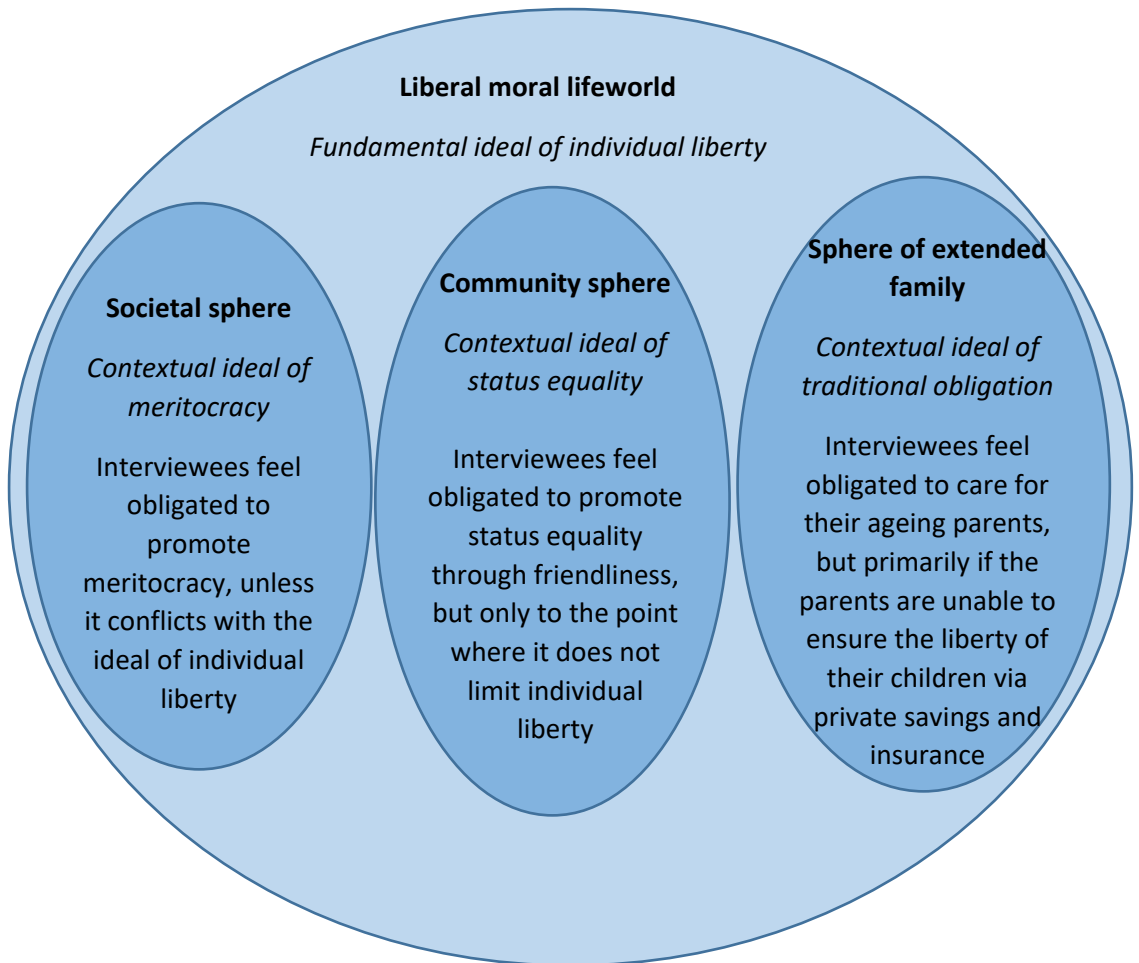 Liberal moral lifeworld
Fundamental ideal of individual liberty
Societal sphere
Contextual ideal of
meritocracy
Interviewees feel
obligated to
promote
meritocracy, unless
it conflicts with the
ideal of individual
liberty
Community sphere
Contextual ideal of
status equality
Interviewees feel
obligated to promote
status equality
through friendliness,
but only to the point
where it does not
limit individual
liberty
Sphere of extended
family
Contextual ideal of
traditional obligation
Interviewees feel
obligated to care for
their ageing parents,
but primarily if the
parents are unable to
ensure the liberty of
their children via
private savings and
insurance